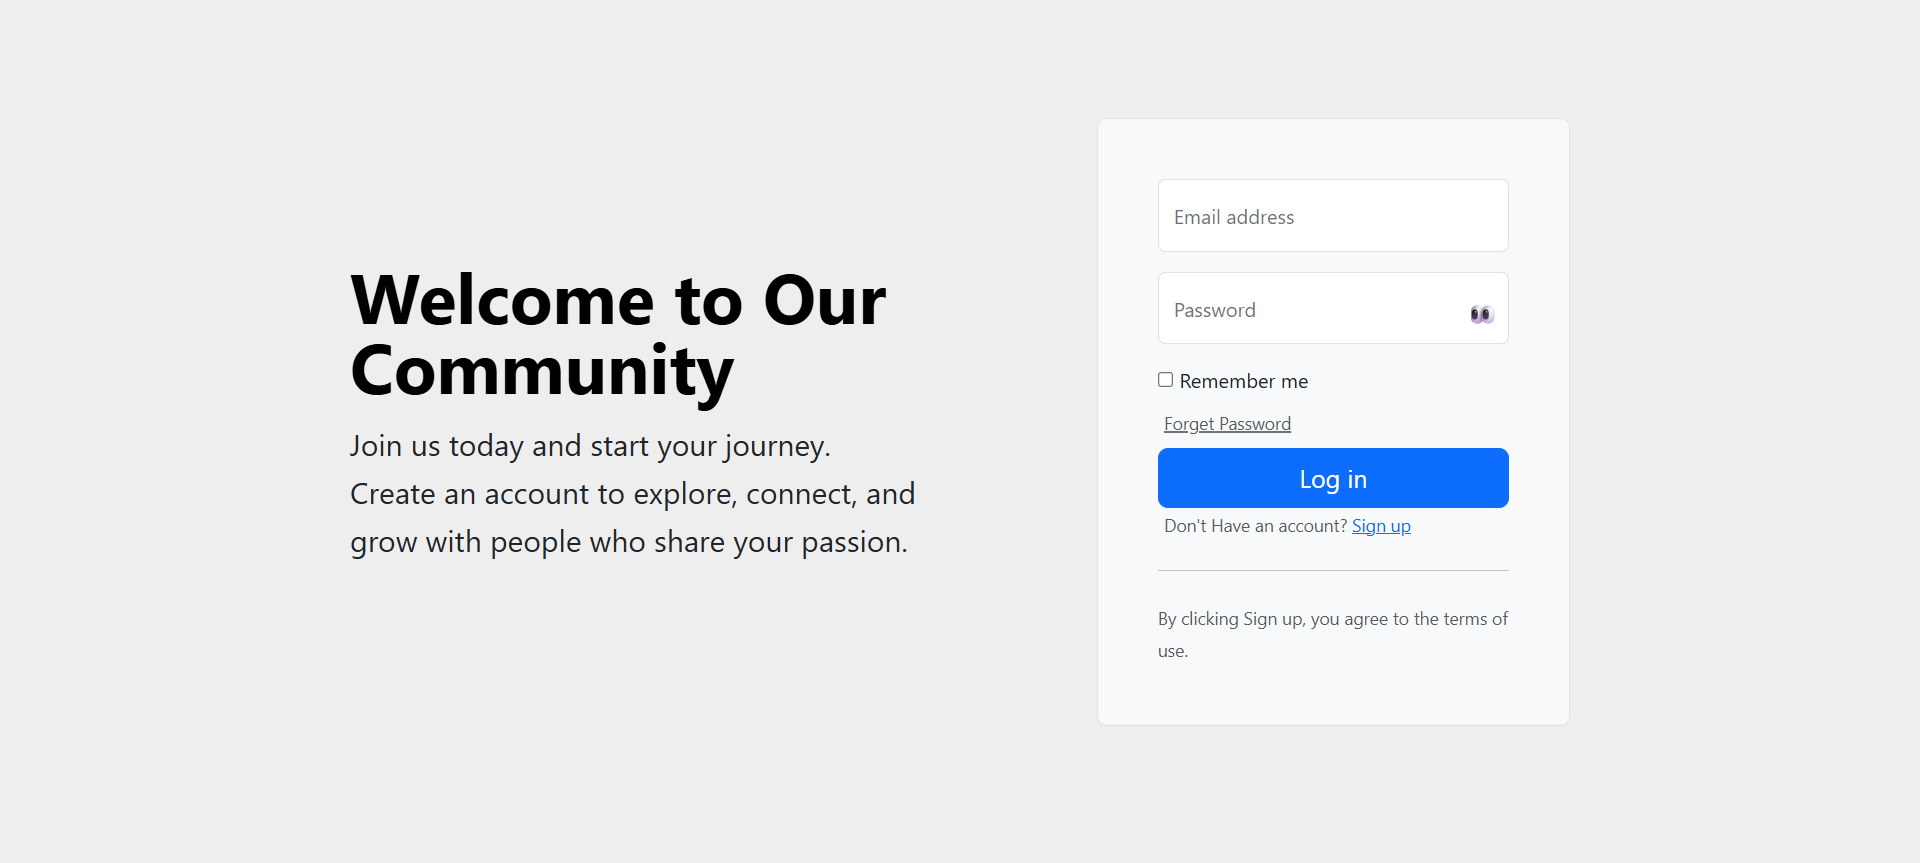 Welcome to Our
Community
Join us today and start your journey.
Create an account to explore, connect, and
grow with people who share your passion.
Email address
Password
Remember me
Forget Password
Log in
Don't Have an account? Sign up
By clicking Sign up, you agree to the terms of
use.